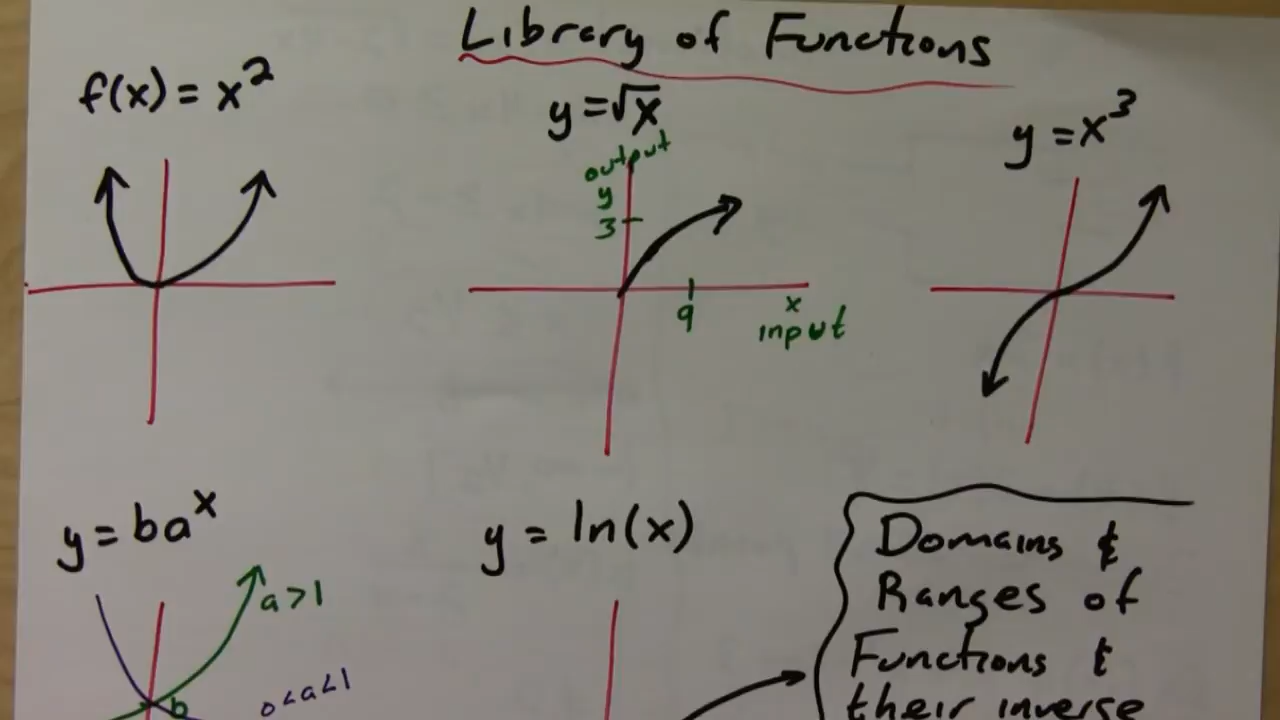 Library of Functions
f(x) = x²
y = √x
output
y
3
9
x
input
y = x³
y = baˣ
a > 1
b
0 < a < 1
y = ln(x)
Domains &
Ranges of
Functions &
their inverse